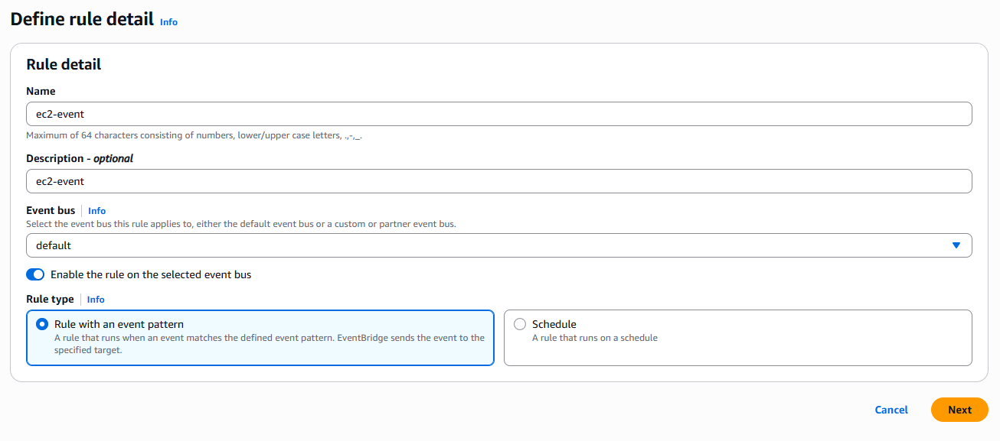 Define rule detail Info
Rule detail
Name
ec2-event
Maximum of 64 characters consisting of numbers, lower/upper case letters, .,-,_.
Description - optional
ec2-event
Event bus Info
Select the event bus this rule applies to, either the default event bus or a custom or partner event bus.
default
Enable the rule on the selected event bus
Rule type Info
Rule with an event pattern
A rule that runs when an event matches the defined event pattern. EventBridge sends the event to the
specified target.
Schedule
A rule that runs on a schedule
Cancel
Next